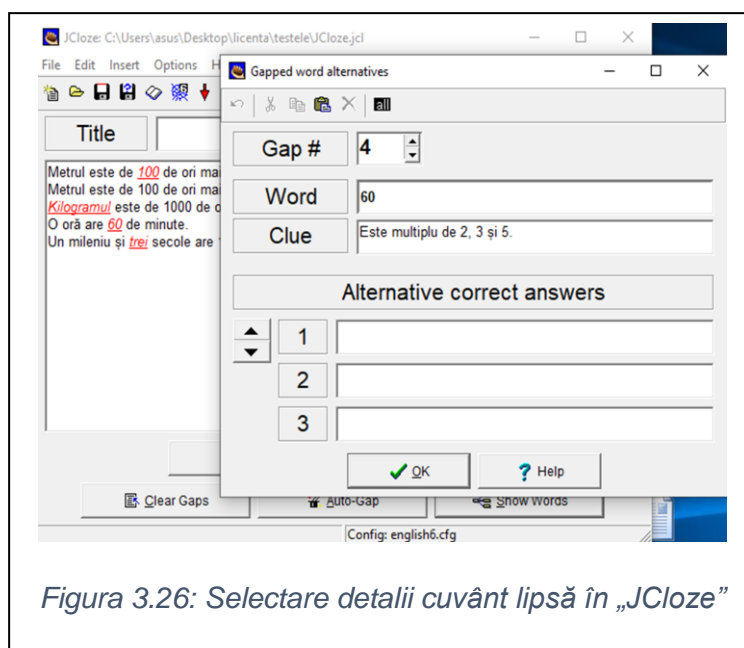 JCloze: C:\Users\asus\Desktop\licenta\testele\JCloze.jcl
File Edit Insert Options
Title
Metrul este de 100 de ori
Metrul este de 100 de ori
Kilogramul este de 1000 de
O oră are 60 de minute.
Un mileniu și trei secole are
Clear Gaps Auto-Gap Show Words
Config: english6.cfg
Gapped word alternatives
all
Gap # 4
Word 60
Clue Este multiplu de 2, 3 și 5.
Alternative correct answers
1
2
3
OK Help
Figura 3.26: Selectare detalii cuvânt lipsă în „JCloze”